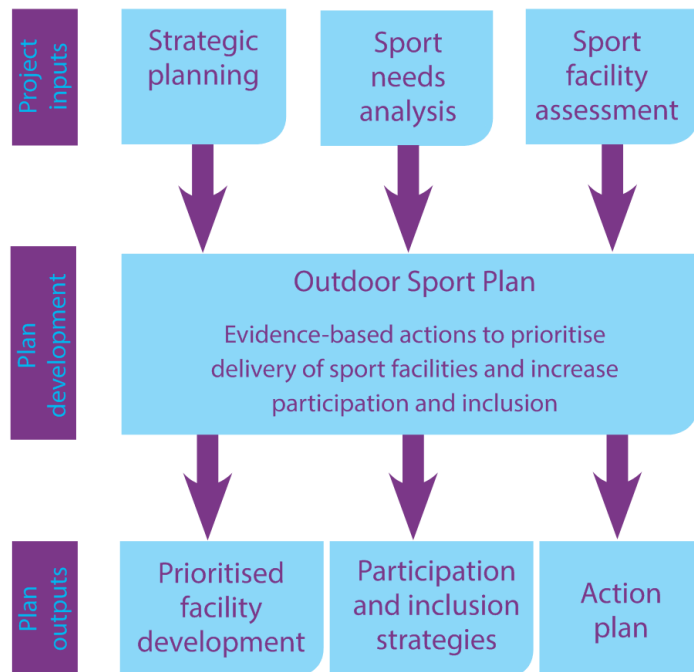 Project
inputs
Strategic
planning
Sport
needs
analysis
Sport
facility
assessment
Plan
development
Outdoor Sport Plan
Evidence-based actions to prioritise
delivery of sport facilities and increase
participation and inclusion
Plan
outputs
Prioritised
facility
development
Participation
and inclusion
strategies
Action
plan